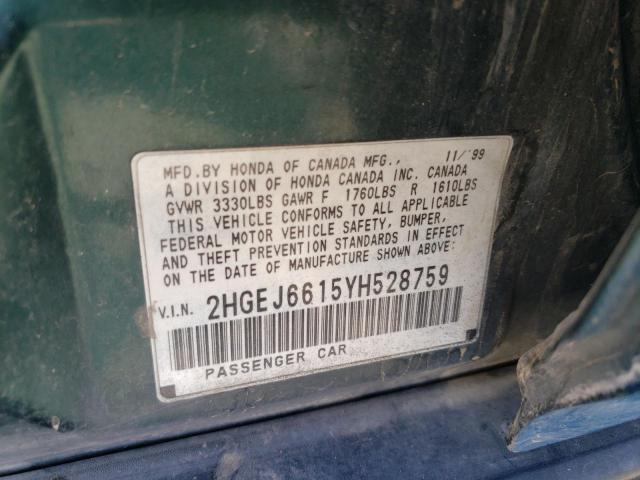 MFD.BY HONDA OF CANADA MFG., 11/'99
A DIVISION OF HONDA CANADA INC. CANADA
GVWR 3330LBS GAWR F 1760LBS R 1610LBS
THIS VEHICLE CONFORMS TO ALL APPLICABLE
FEDERAL MOTOR VEHICLE SAFETY, BUMPER,
AND THEFT PREVENTION STANDARDS IN EFFECT
ON THE DATE OF MANUFACTURE SHOWN ABOVE.
V.I.N. 2HGEJ6615YH528759
PASSENGER CAR